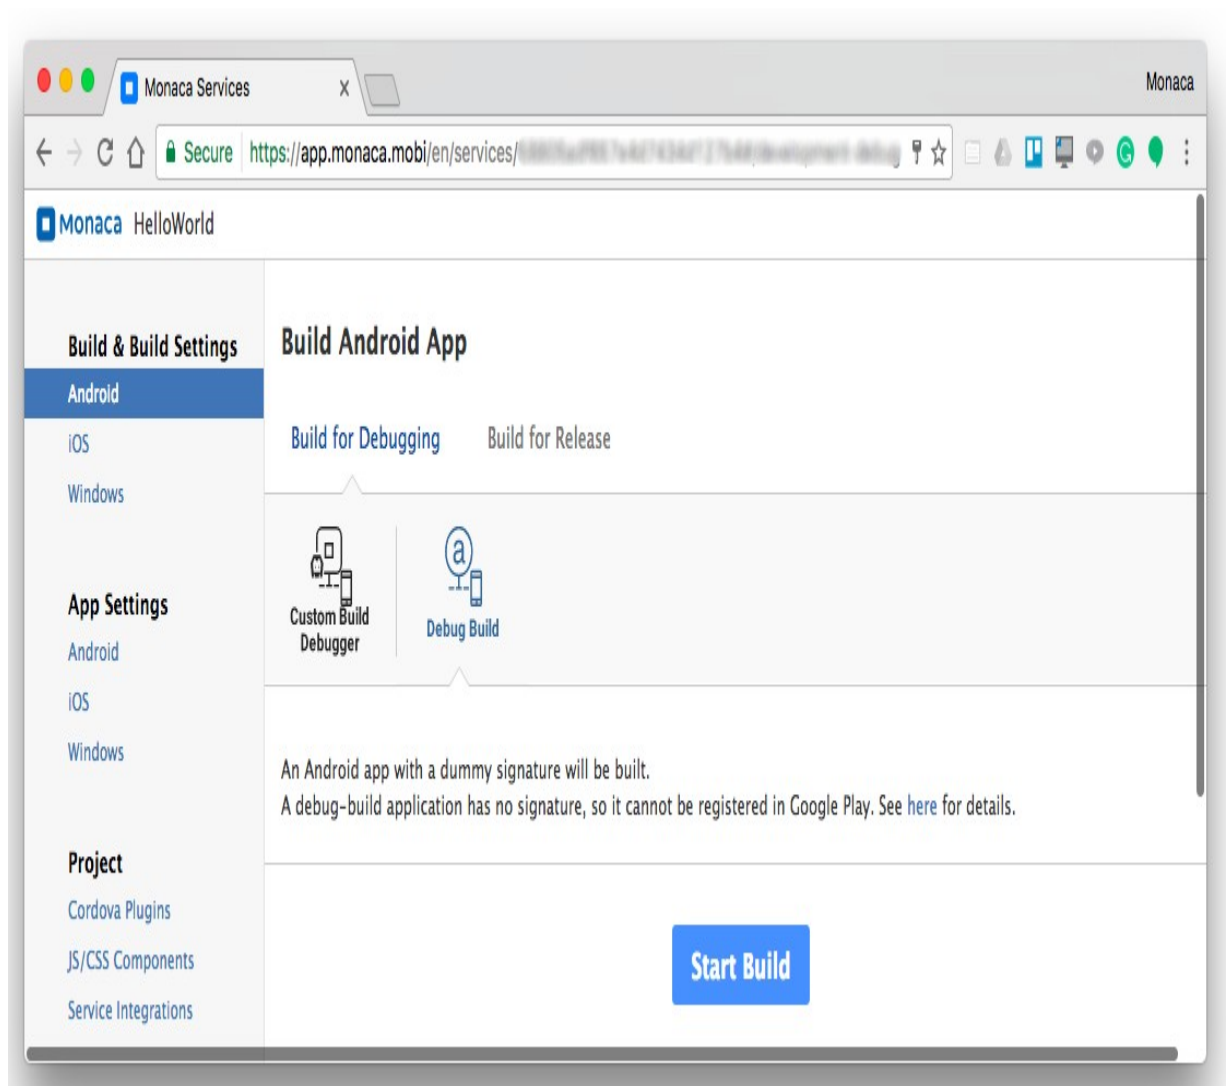 Monaca Services
Monaca
Secure https://app.monaca.mobi/en/services/
Monaca HelloWorld
Build & Build Settings
Android
iOS
Windows
App Settings
Android
iOS
Windows
Project
Cordova Plugins
JS/CSS Components
Service Integrations
Build Android App
Build for Debugging Build for Release
Custom Build
Debugger
Debug Build
An Android app with a dummy signature will be built.
A debug-build application has no signature, so it cannot be registered in Google Play. See here for details.
Start Build